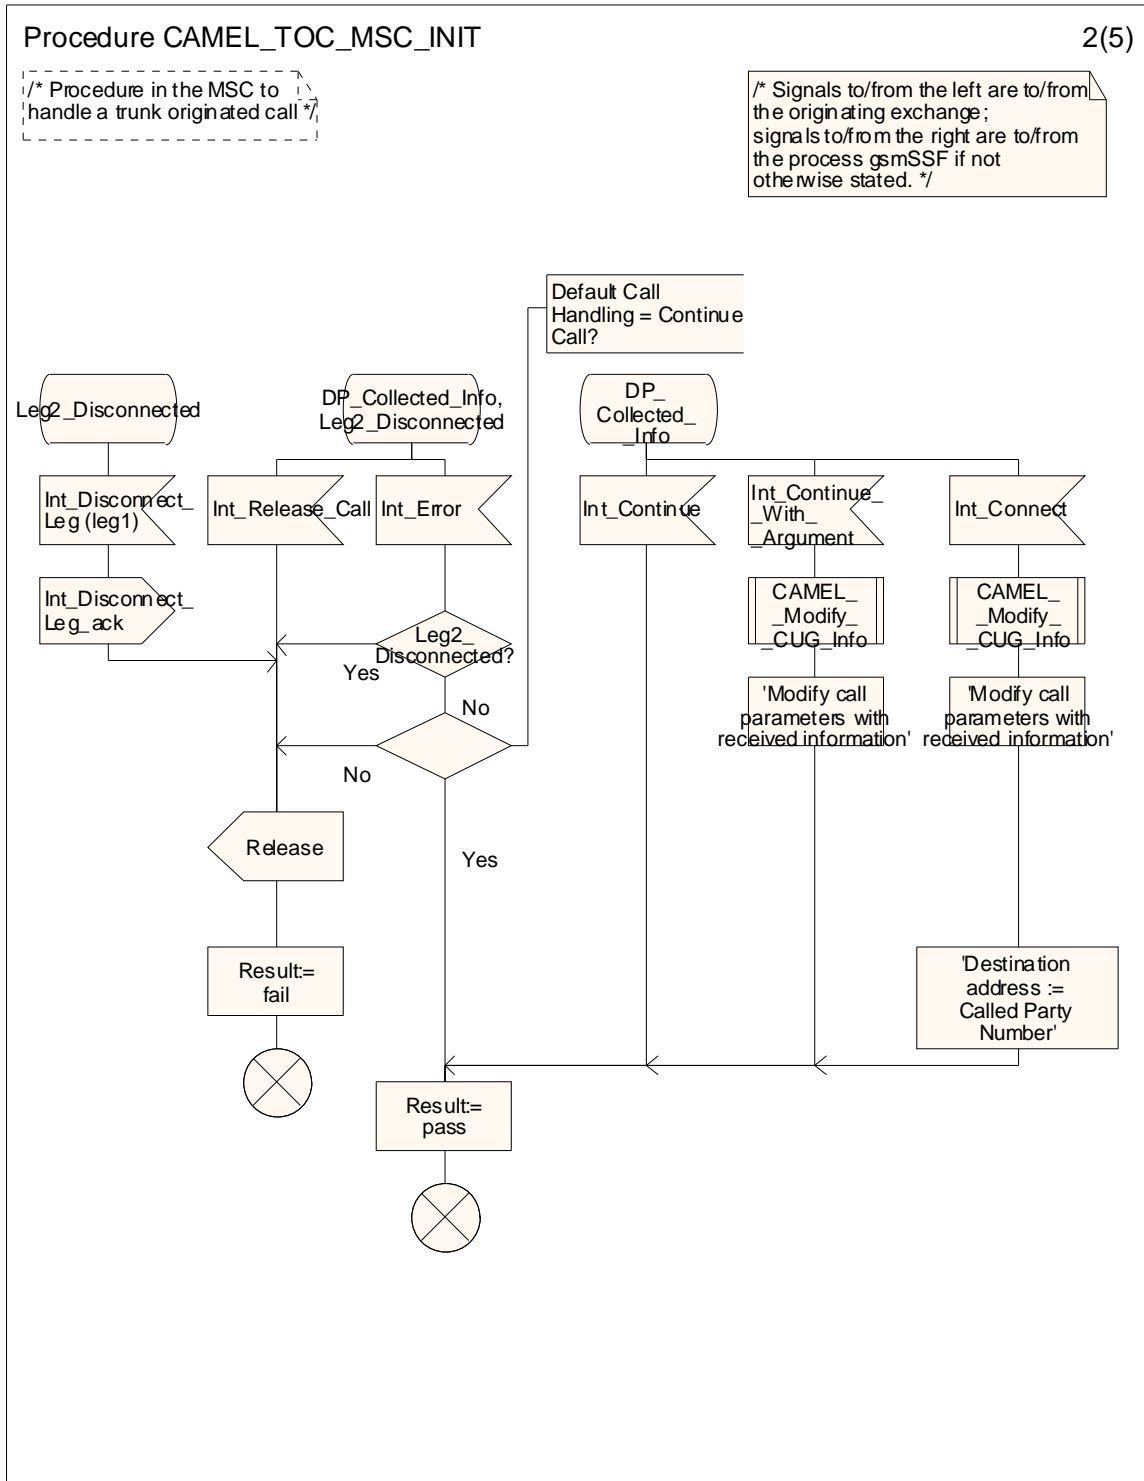 Procedure CAMEL_TOC_MSC_INIT
2(5)
/* Procedure in the MSC to
handle a trunk originated call */
/* Signals to/from the left are to/from
the originating exchange;
signals to/from the right are to/from
the process gsmSSF if not
otherwise stated. */
Default Call
Handling = Continue
Call?
Leg2_Disconnected
DP_Collected_Info,
Leg2_Disconnected
DP_
Collected_
_Info
Int_Disconnect_
Leg (leg1)
Int_Release_Call
Int_Error
Int_Continue
Int_Continue_
_With_
_Argument
Int_Connect
Int_Disconnect_
Leg_ack
Leg2_
Disconnected?
CAMEL_
_Modify_
_CUG_Info
CAMEL_
_Modify_
_CUG_Info
Yes
No
'Modify call
parameters with
received information'
'Modify call
parameters with
received information'
No
Release
Yes
Result:=
fail
'Destination
address :=
Called Party
Number'
Result:=
pass